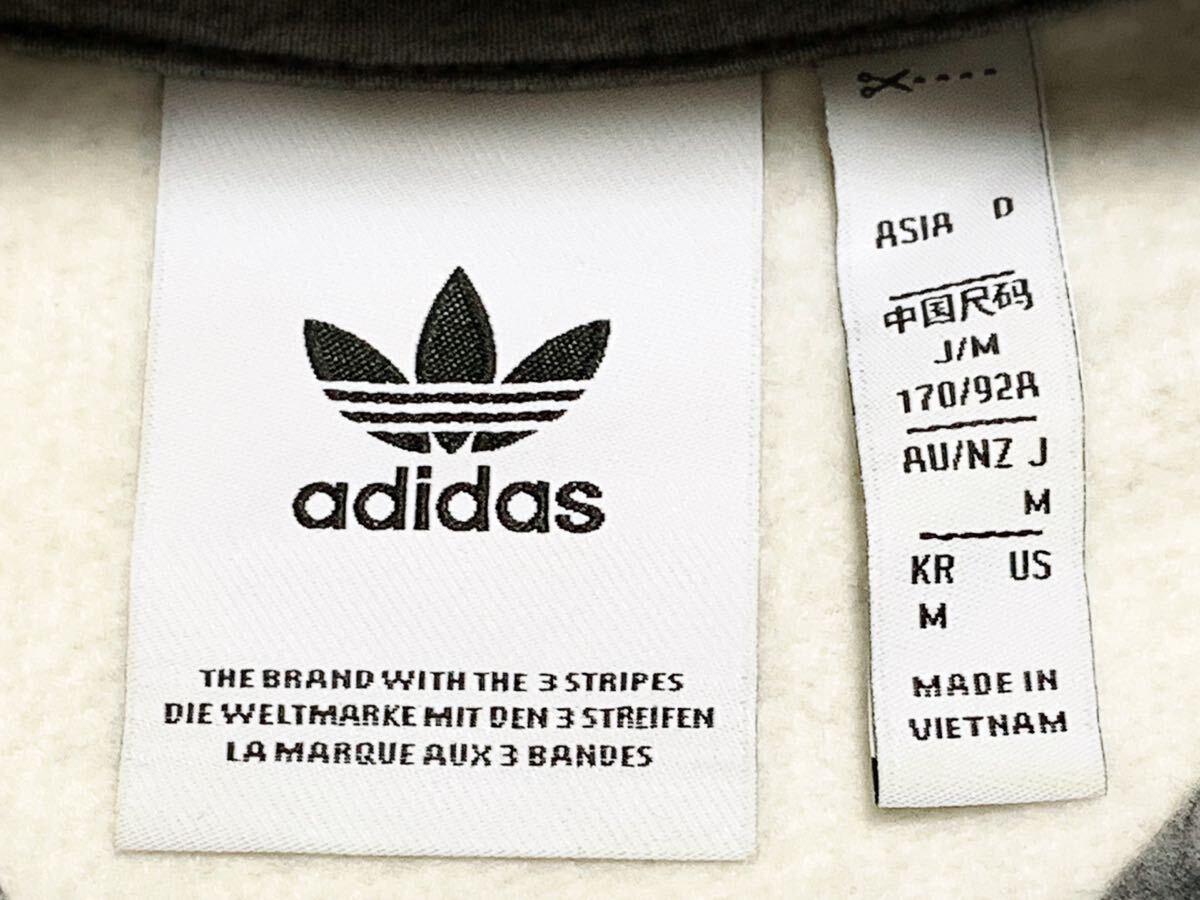 adidas
THE BRAND WITH THE 3 STRIPES
DIE WELTMARKE MIT DEN 3 STREIFEN
LA MARQUE AUX 3 BANDES
ASIA D
中国尺码
J/M
170/92A
AU/NZ J
M
KR US
M
MADE IN
VIETNAM